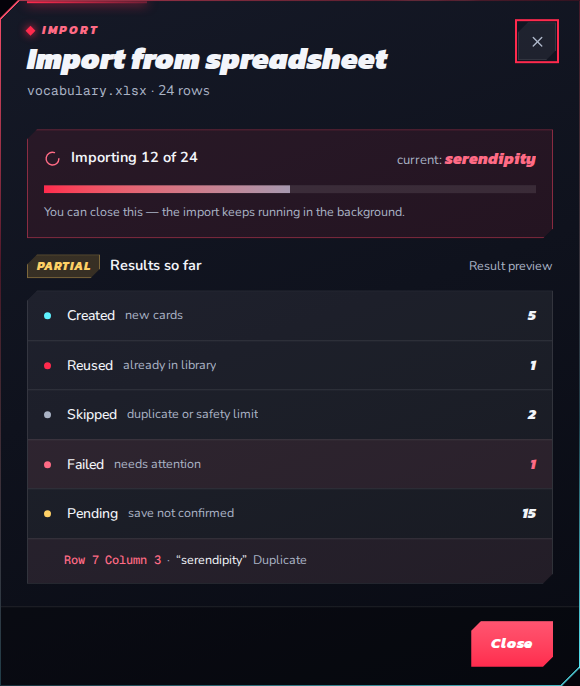 IMPORT
Import from spreadsheet
vocabulary.xlsx · 24 rows
Importing 12 of 24
current: serendipity
You can close this — the import keeps running in the background.
PARTIAL Results so far
Result preview
Created new cards 5
Reused already in library 1
Skipped duplicate or safety limit 2
Failed needs attention 1
Pending save not confirmed 15
Row 7 Column 3 · “serendipity” Duplicate
Close